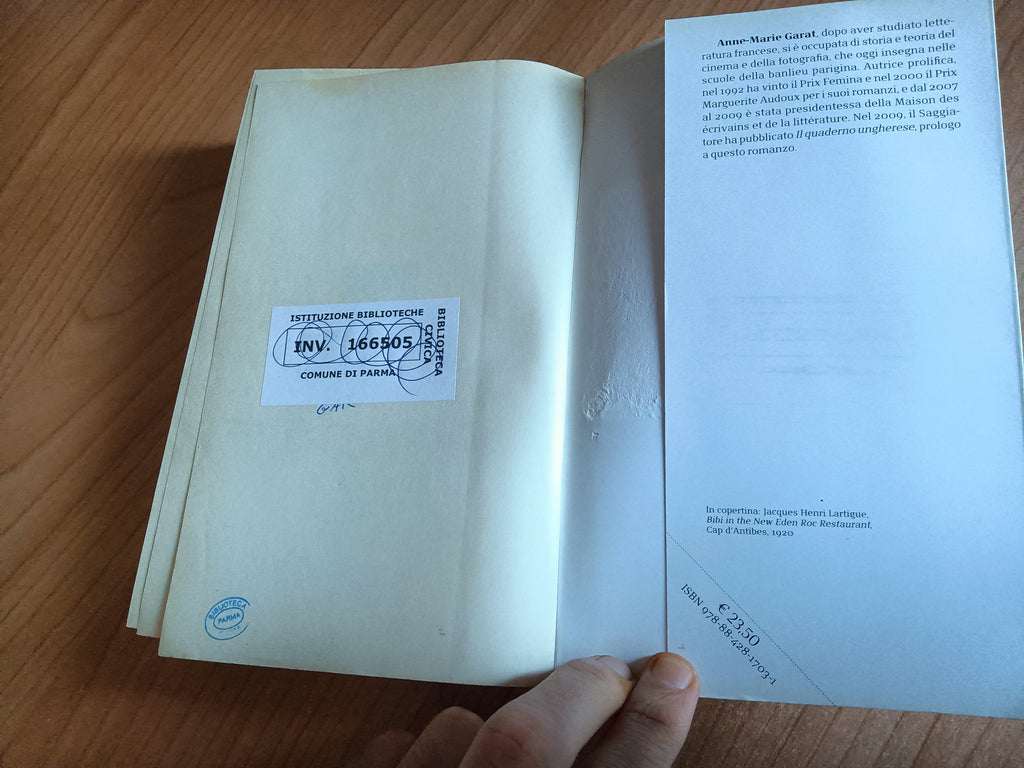 ISTITUZIONE BIBLIOTECHE
INV. 166505
COMUNE DI PARMA
BIBLIOTECA
CIVICA
GAR
BIBLIOTECA
PARMA
Anne-Marie Garat, dopo aver studiato lette-
ratura francese, si è occupata di storia e teoria del
cinema e della fotografia, che oggi insegna nelle
scuole della banlieu parigina. Autrice prolifica,
nel 1992 ha vinto il Prix Femina e nel 2000 il Prix
Marguerite Audoux per i suoi romanzi, e dal 2007
al 2009 è stata presidentessa della Maison des
écrivains et de la littérature. Nel 2009, il Saggia-
tore ha pubblicato Il quaderno ungherese, prologo
a questo romanzo.
In copertina: Jacques Henri Lartigue,
Bibi in the New Eden Roc Restaurant,
Cap d'Antibes, 1920
€ 23,50
ISBN 978-88-428-1703-1